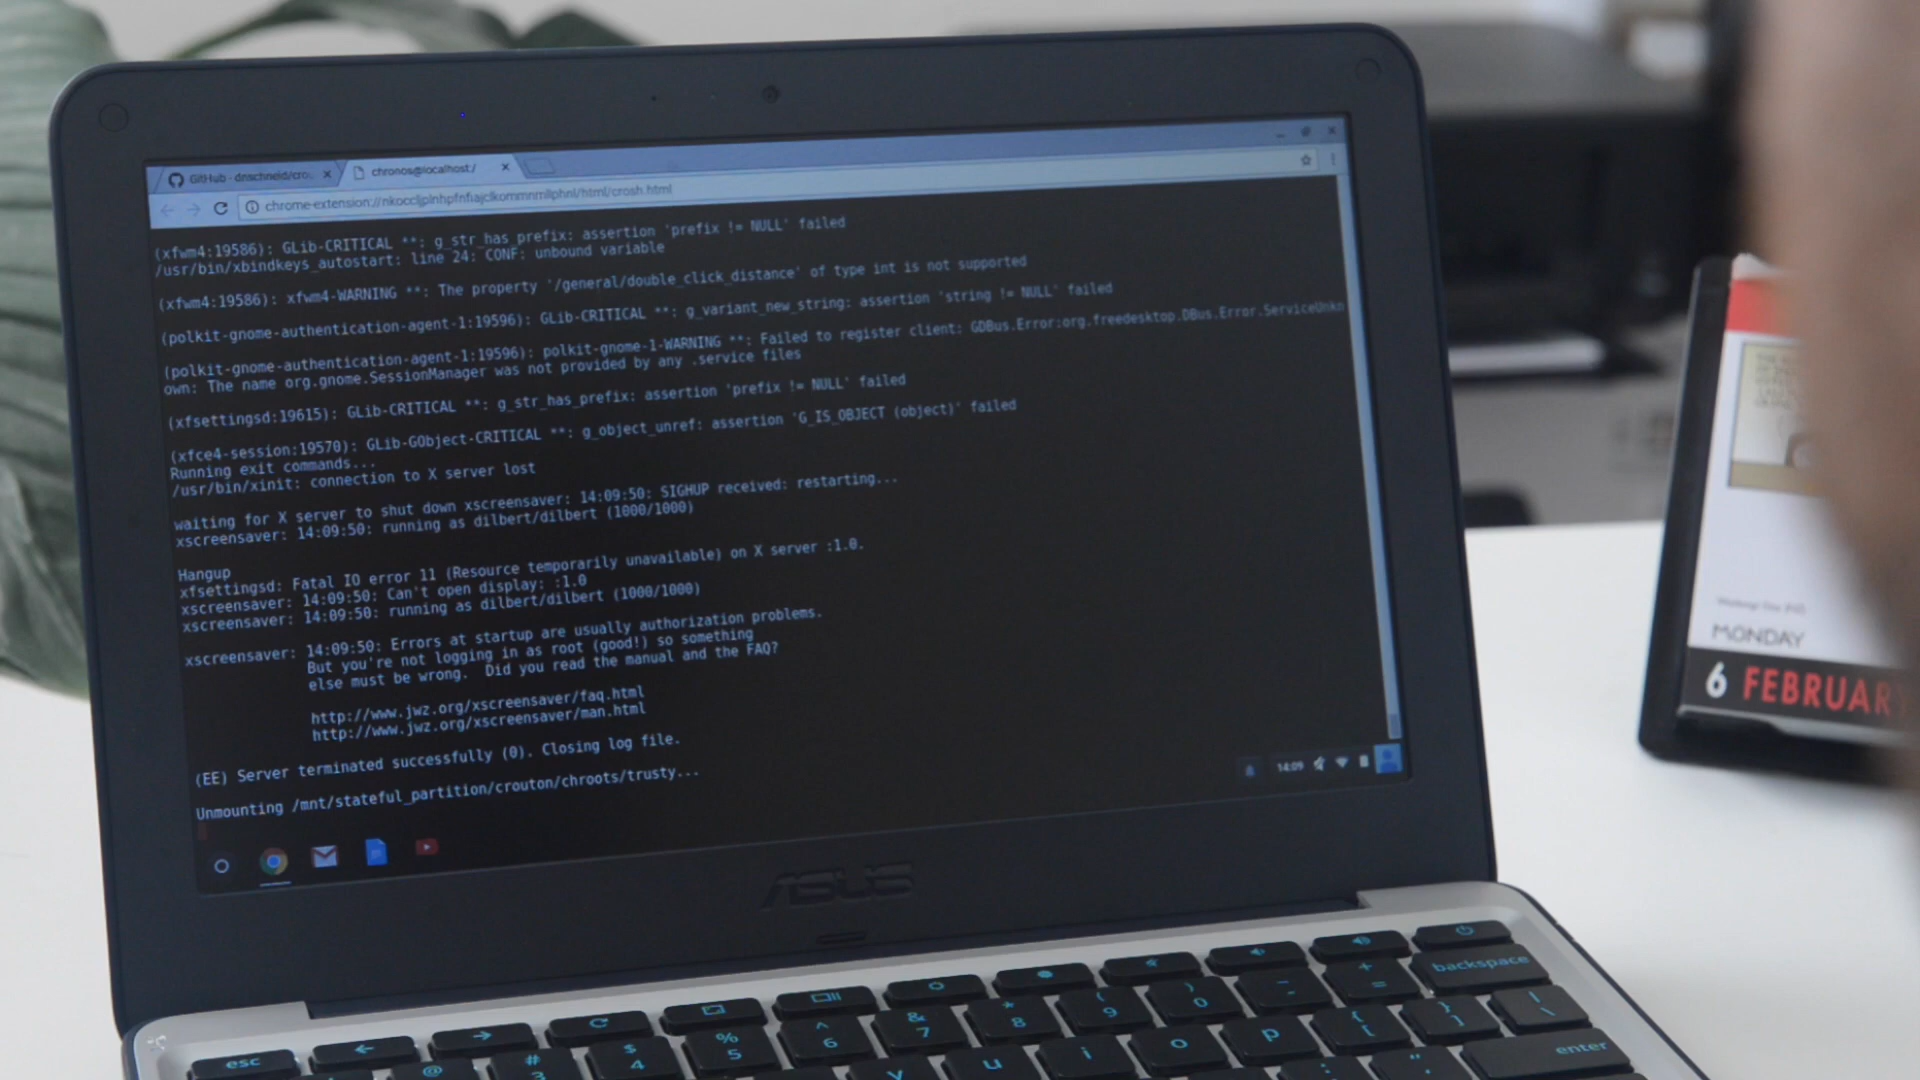 GitHub - dnschneid/cro
chronos@localhost:/
chrome-extension://nkoccljplnhpfnfiajclkommnmllphnl/html/crosh.html
(xfwm4:19586): GLib-CRITICAL **: g_str_has_prefix: assertion 'prefix != NULL' failed
/usr/bin/xbindkeys_autostart: line 24: CONF: unbound variable
(xfwm4:19586): xfwm4-WARNING **: The property '/general/double_click_distance' of type int is not supported
(polkit-gnome-authentication-agent-1:19596): GLib-CRITICAL **: g_variant_new_string: assertion 'string != NULL' failed
(polkit-gnome-authentication-agent-1:19596): polkit-gnome-1-WARNING **: Failed to register client: GDBus.Error:org.freedesktop.DBus.Error.ServiceUnkn
own: The name org.gnome.SessionManager was not provided by any .service files
(xfsettingsd:19615): GLib-CRITICAL **: g_str_has_prefix: assertion 'prefix != NULL' failed
(xfce4-session:19570): GLib-GObject-CRITICAL **: g_object_unref: assertion 'G_IS_OBJECT (object)' failed
Running exit commands...
/usr/bin/xinit: connection to X server lost
waiting for X server to shut down xscreensaver: 14:09:50: SIGHUP received: restarting...
xscreensaver: 14:09:50: running as dilbert/dilbert (1000/1000)
Hangup
xfsettingsd: Fatal IO error 11 (Resource temporarily unavailable) on X server :1.0.
xscreensaver: 14:09:50: Can't open display: :1.0
xscreensaver: 14:09:50: running as dilbert/dilbert (1000/1000)
xscreensaver: 14:09:50: Errors at startup are usually authorization problems.
But you're not logging in as root (good!) so something
else must be wrong.  Did you read the manual and the FAQ?
http://www.jwz.org/xscreensaver/faq.html
http://www.jwz.org/xscreensaver/man.html
(EE) Server terminated successfully (0). Closing log file.
Unmounting /mnt/stateful_partition/crouton/chroots/trusty...
14:09
ASUS
MONDAY
6 FEBRUAR
backspace
esc
@ # 3 $ 4 % 5 ^ 6 & 7 * 8 ( 9 ) 0 - + =
y u i o p { [ } ] | \
enter